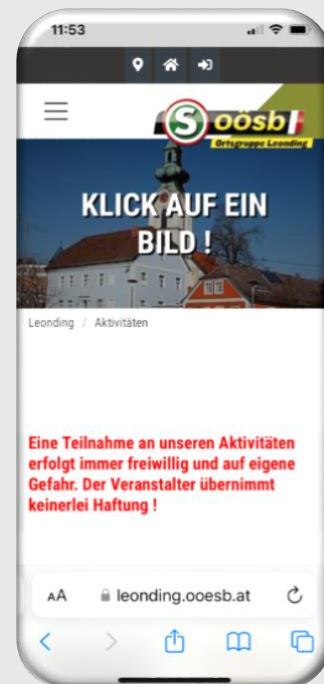 11:53
S oösb
Ortsgruppe Leonding
KLICK AUF EIN
BILD !
Leonding / Aktivitäten
Eine Teilnahme an unseren Aktivitäten
erfolgt immer freiwillig und auf eigene
Gefahr. Der Veranstalter übernimmt
keinerlei Haftung !
AA leonding.ooesb.at